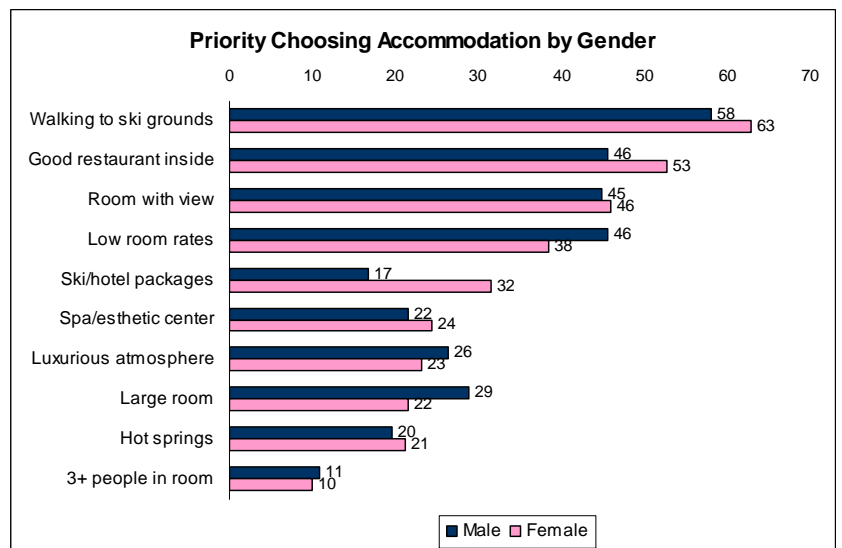 Priority Choosing Accommodation by Gender
0 10 20 30 40 50 60 70
Walking to ski grounds 58
63
Good restaurant inside 46
53
Room with view 45
46
Low room rates 46
38
Ski/hotel packages 17
32
Spa/esthetic center 22
24
Luxurious atmosphere 26
23
Large room 29
22
Hot springs 20
21
3+ people in room 11
10
Male Female